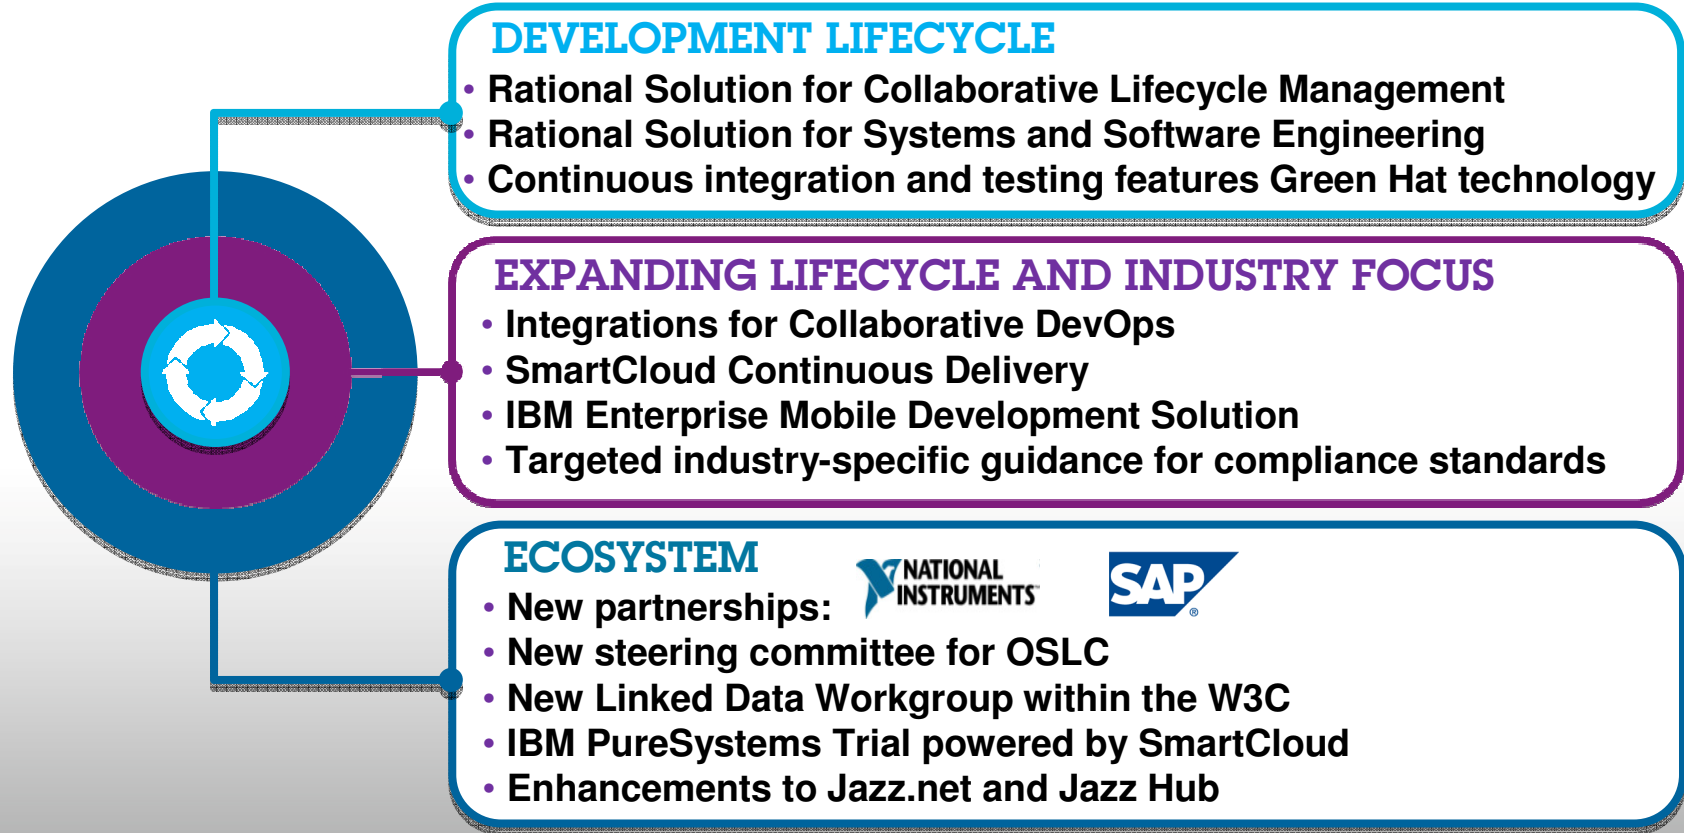 DEVELOPMENT LIFECYCLE
• Rational Solution for Collaborative Lifecycle Management
• Rational Solution for Systems and Software Engineering
• Continuous integration and testing features Green Hat technology
EXPANDING LIFECYCLE AND INDUSTRY FOCUS
• Integrations for Collaborative DevOps
• SmartCloud Continuous Delivery
• IBM Enterprise Mobile Development Solution
• Targeted industry-specific guidance for compliance standards
ECOSYSTEM
• New partnerships:
NATIONAL
INSTRUMENTS™
SAP®
• New steering committee for OSLC
• New Linked Data Workgroup within the W3C
• IBM PureSystems Trial powered by SmartCloud
• Enhancements to Jazz.net and Jazz Hub